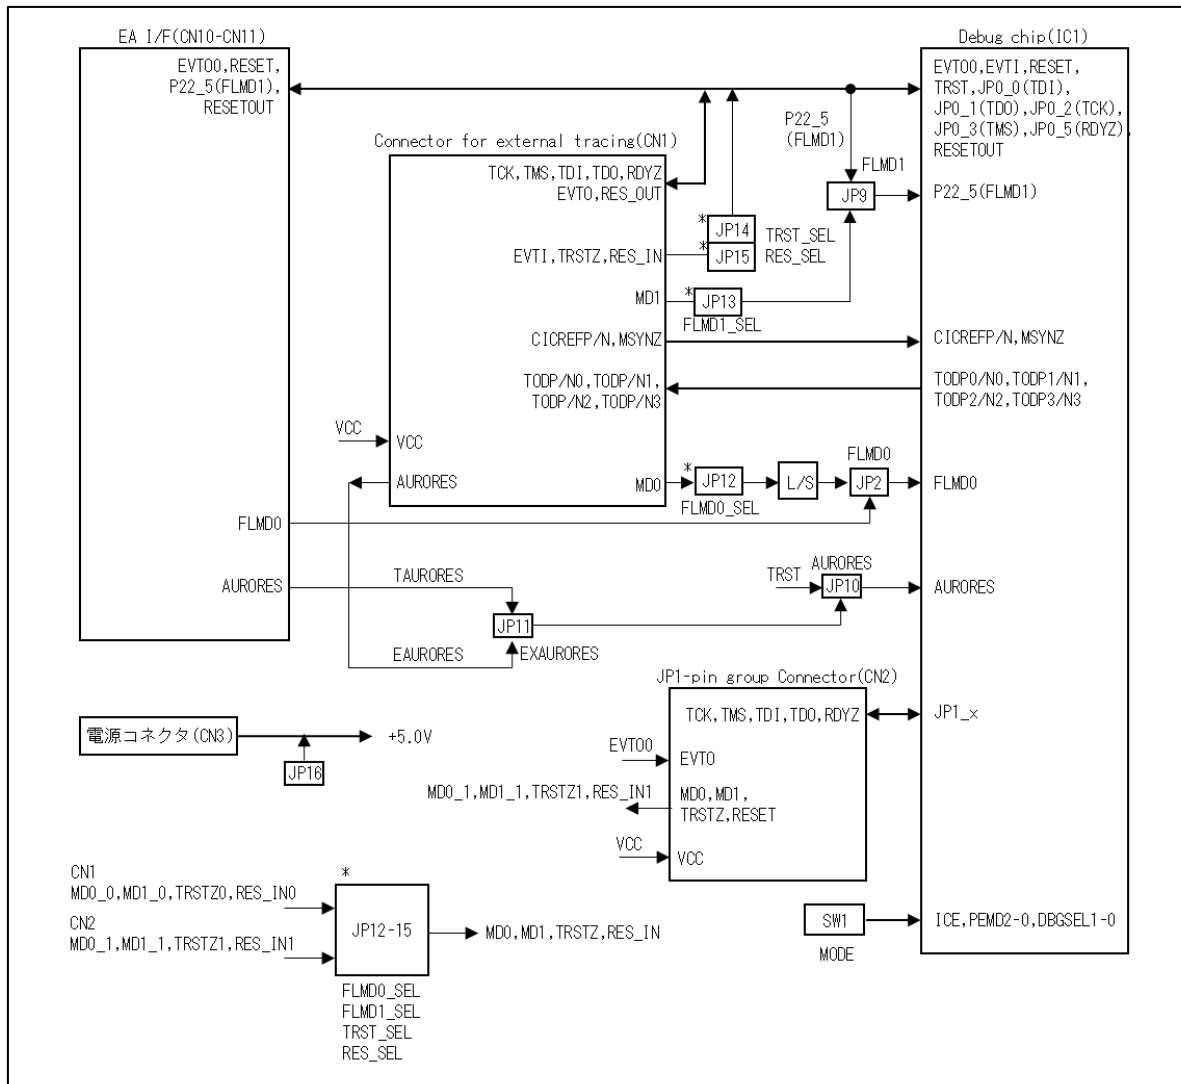 EA I/F(CN10-CN11)
Debug chip(IC1)
EVTO0,RESET,
P22_5(FLMD1),
RESETOUT
EVTO0,EVTI,RESET,
TRST,JP0_0(TDI),
JP0_1(TDO),JP0_2(TCK),
JP0_3(TMS),JP0_5(RDYZ),
RESETOUT
P22_5
(FLMD1)
Connector for external tracing(CN1)
TCK,TMS,TDI,TDO,RDYZ
EVTO,RES_OUT
FLMD1
JP9
P22_5(FLMD1)
*
JP14
TRST_SEL
EVTI,TRSTZ,RES_IN
*
JP15
RES_SEL
MD1
*
JP13
FLMD1_SEL
CICREFP/N,MSYNZ
CICREFP/N,MSYNZ
TODP/N0,TODP/N1,
TODP/N2,TODP/N3
TODP0/N0,TODP1/N1,
TODP2/N2,TODP3/N3
VCC
VCC
AURORES
MD0
*
JP12
FLMD0_SEL
L/S
FLMD0
JP2
FLMD0
FLMD0
AURORES
TAURORES
JP11
EAURORES
EXAURORES
TRST
AURORES
JP10
AURORES
JP1-pin group Connector(CN2)
TCK,TMS,TDI,TDO,RDYZ
JP1_x
電源コネクタ(CN3)
+5.0V
JP16
EVTO0
EVTO
MD0_1,MD1_1,TRSTZ1,RES_IN1
MD0,MD1,
TRSTZ,RESET
VCC
VCC
CN1
MD0_0,MD1_0,TRSTZ0,RES_IN0
CN2
MD0_1,MD1_1,TRSTZ1,RES_IN1
*
JP12-15
MD0,MD1,TRSTZ,RES_IN
FLMD0_SEL
FLMD1_SEL
TRST_SEL
RES_SEL
SW1
MODE
ICE,PEMD2-0,DBGSEL1-0